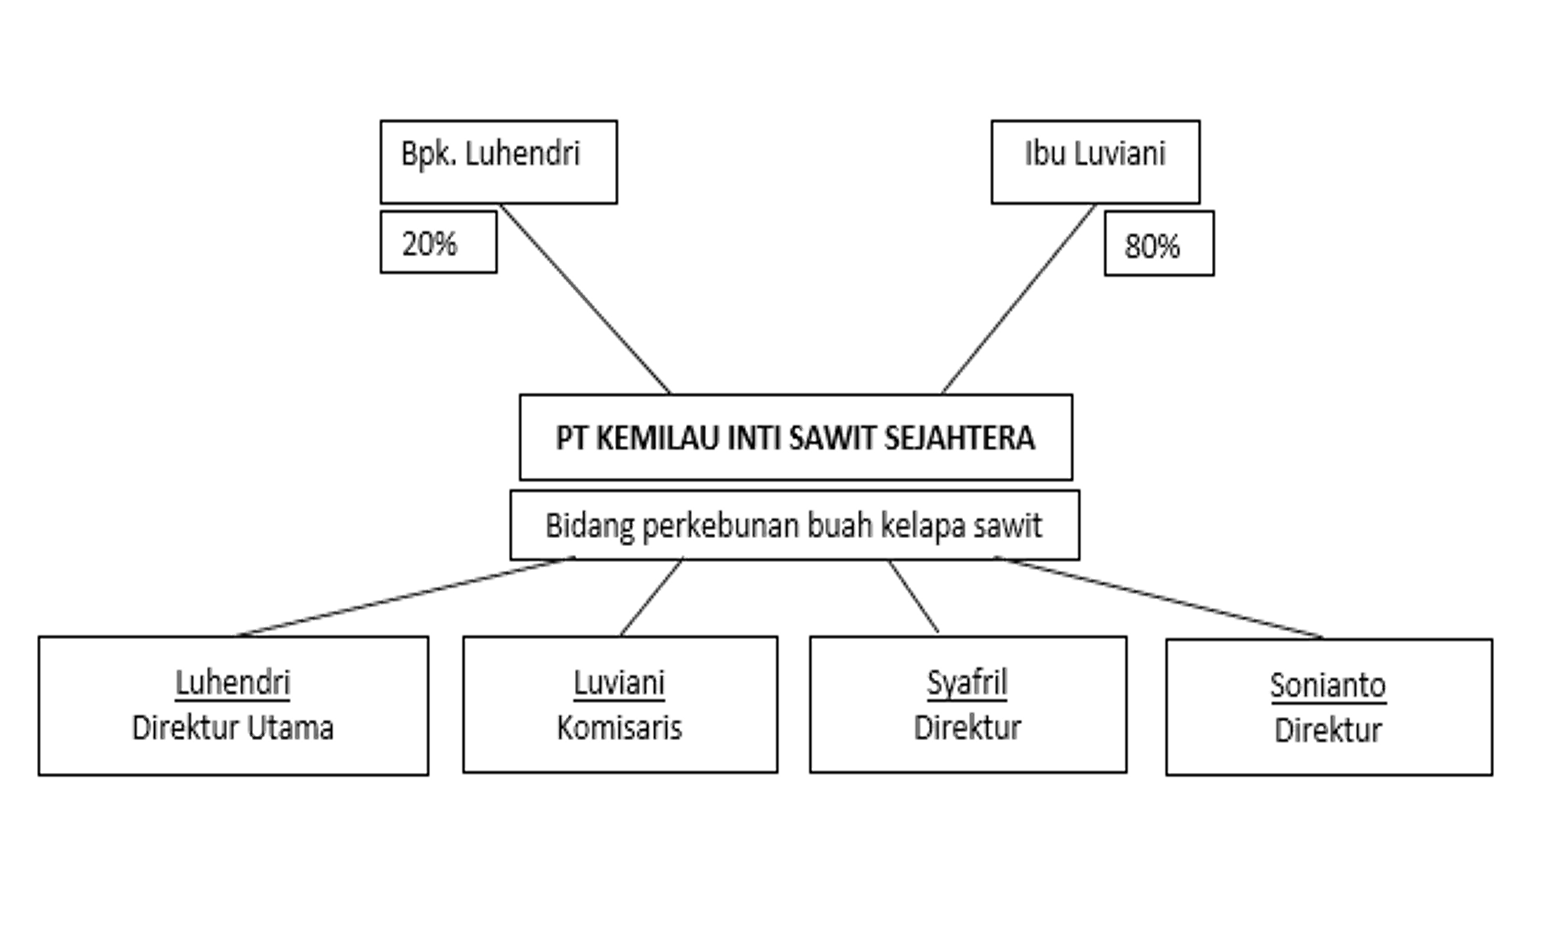 Bpk. Luhendri
Ibu Luviani
20%
80%
PT KEMILAU INTI SAWIT SEJAHTERA
Bidang perkebunan buah kelapa sawit
Luhendri
Direktur Utama
Luviani
Komisaris
Syafril
Direktur
Sonianto
Direktur